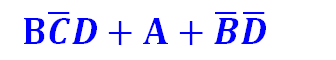 BC̅D + A + B̅D̅